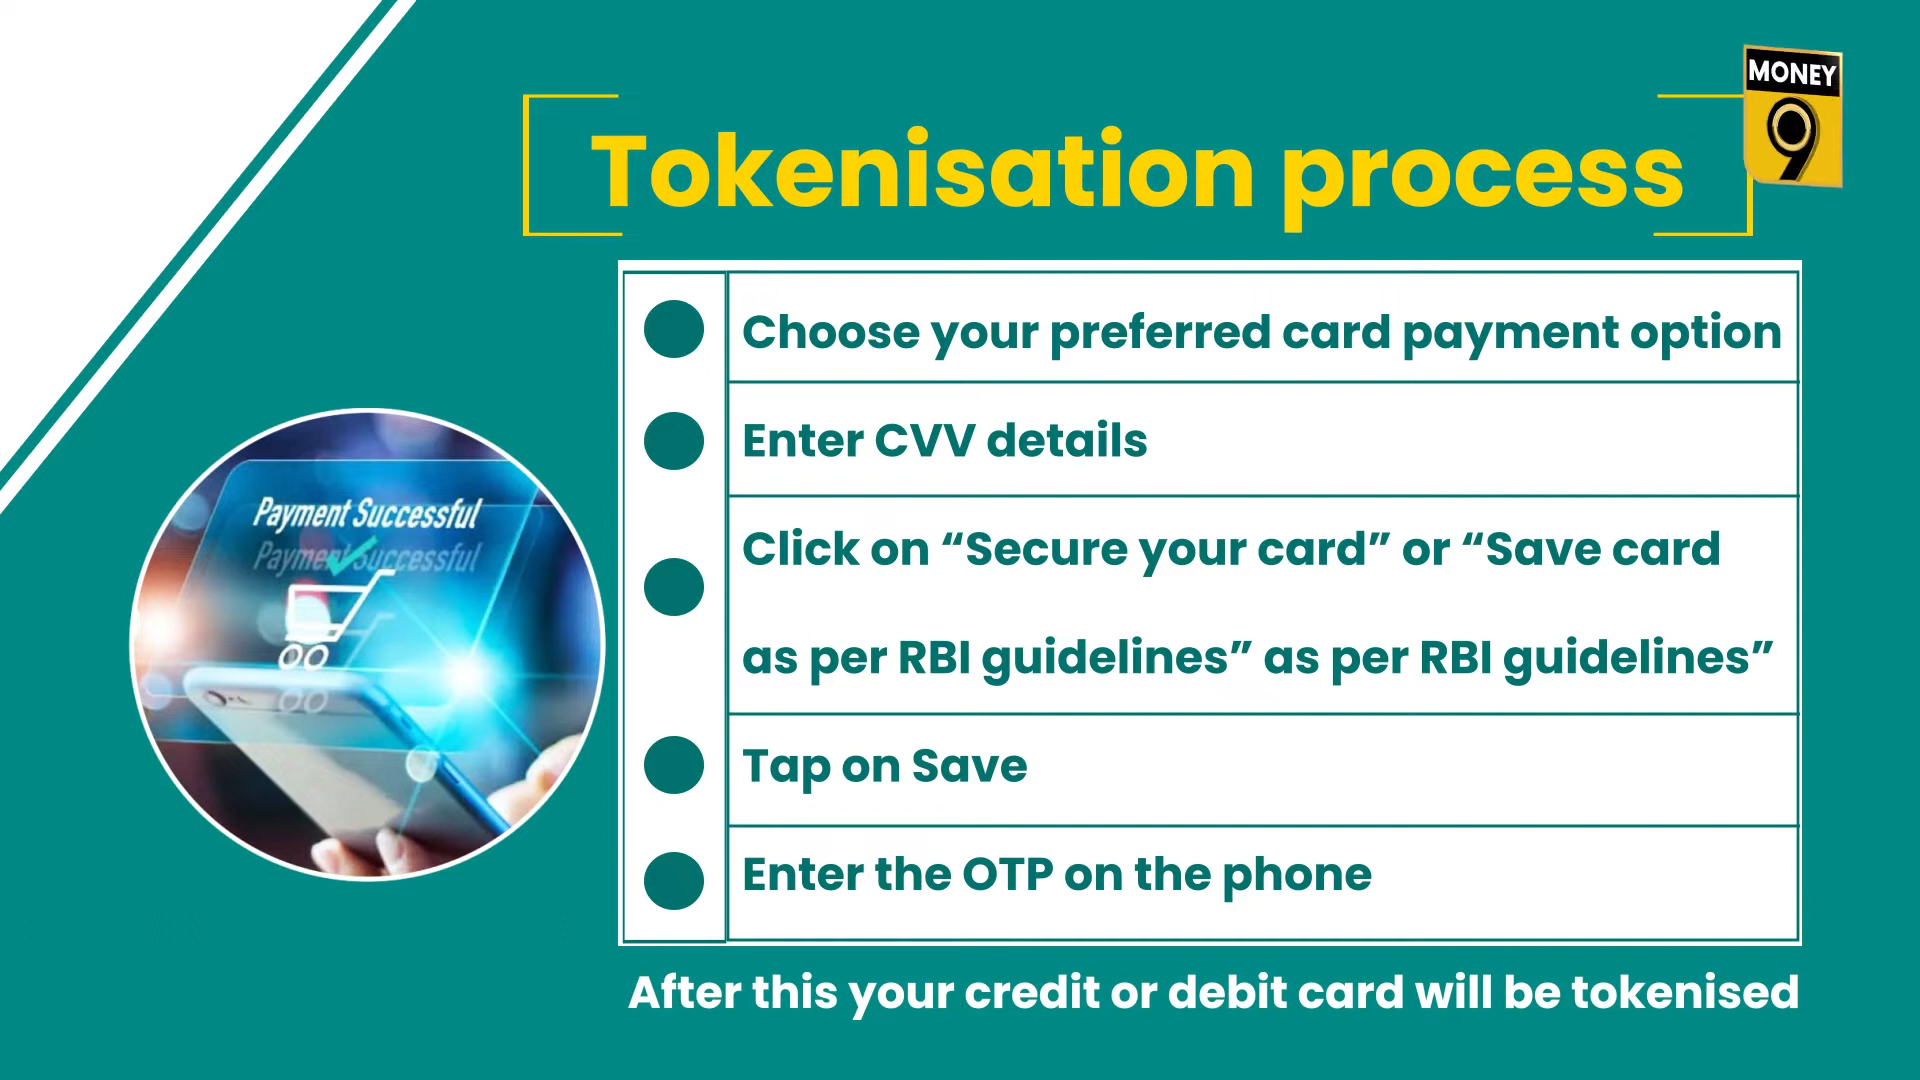 MONEY
9
Tokenisation process
Choose your preferred card payment option
Enter CVV details
Click on “Secure your card” or “Save card
as per RBI guidelines” as per RBI guidelines”
Tap on Save
Enter the OTP on the phone
Payment Successful
Payment Successful
After this your credit or debit card will be tokenised